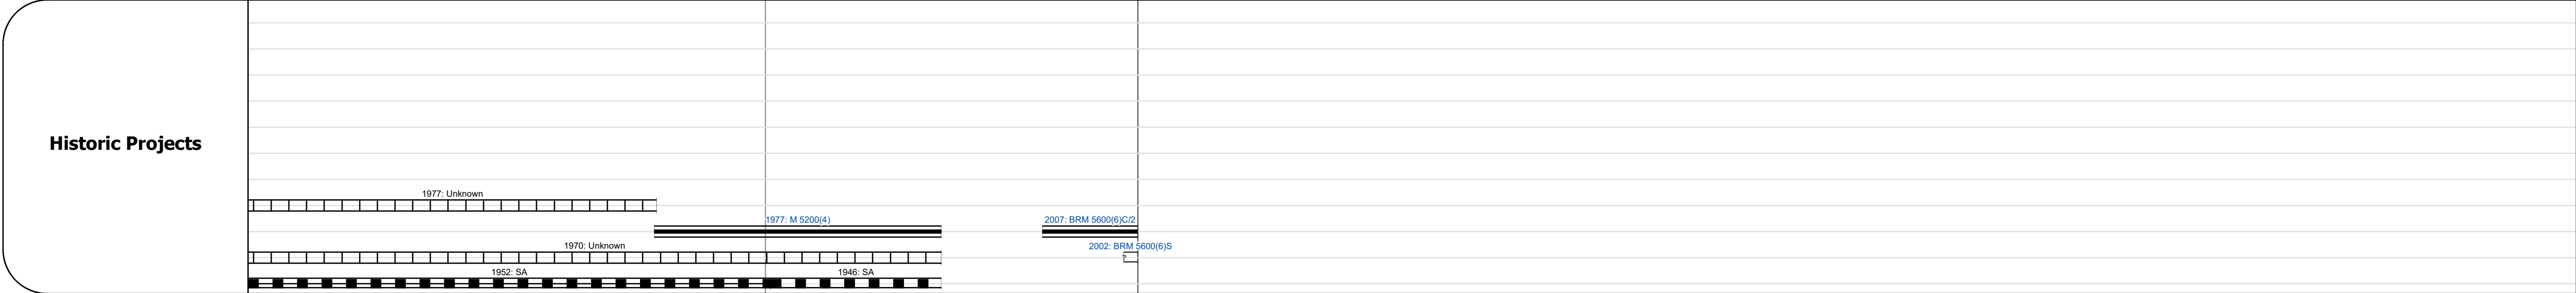 Historic Projects
1977: Unknown
1977: M 5200(4)
2007: BRM 5600(6)C/2
1970: Unknown
2002: BRM 5600(6)S
1952: SA
1946: SA